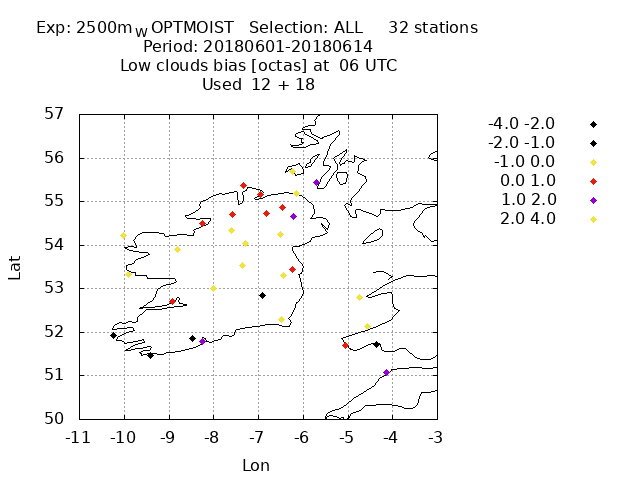 Exp: 2500mWOPTMOIST Selection: ALL 32 stations
Period: 20180601-20180614
Low clouds bias [octas] at 06 UTC
Used 12 + 18
-4.0 -2.0
-2.0 -1.0
-1.0 0.0
0.0 1.0
1.0 2.0
2.0 4.0
57
56
55
54
53
52
51
50
Lat
-11 -10 -9 -8 -7 -6 -5 -4 -3
Lon